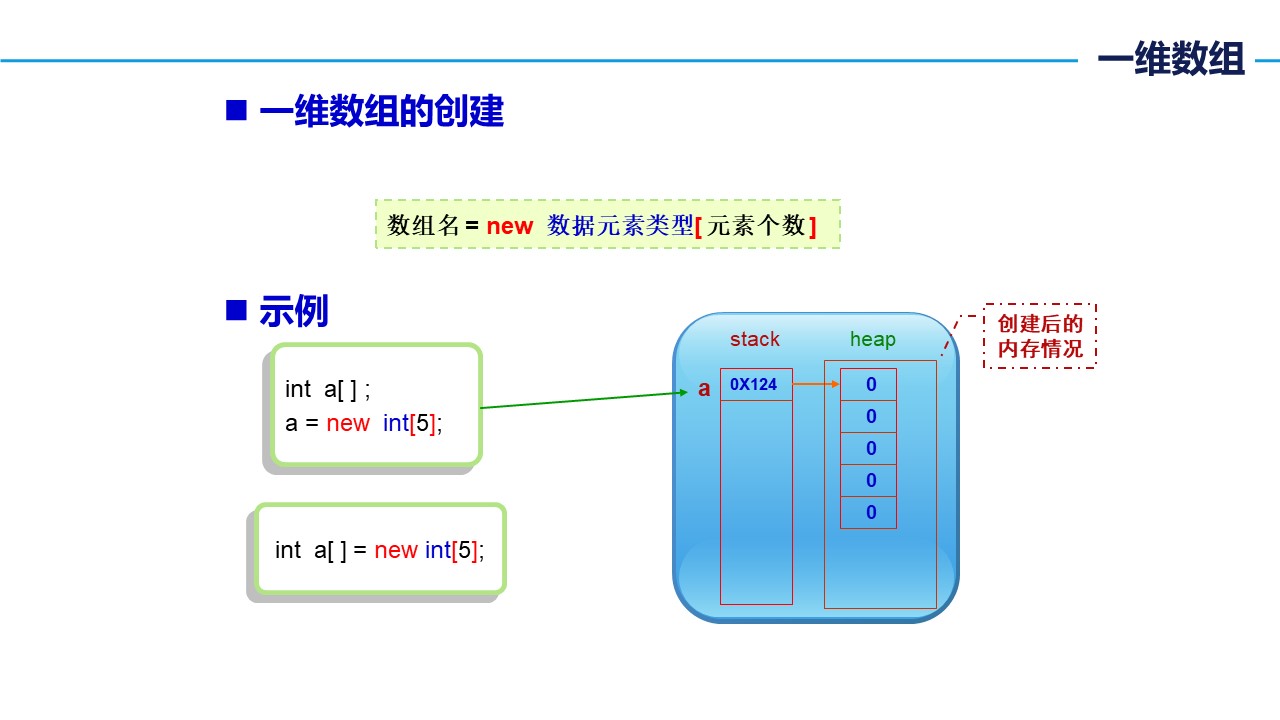 一维数组
一维数组的创建
数组名 = new 数据元素类型[ 元素个数 ]
示例
int a[ ] ;
a = new int[5];
int a[ ] = new int[5];
stack
heap
a
0X124
0
0
0
0
0
创建后的
内存情况